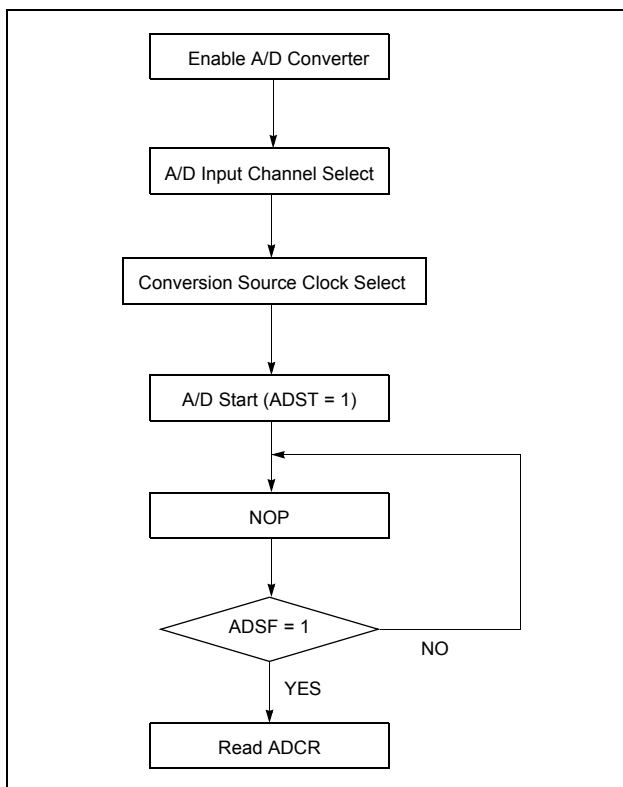 Enable A/D Converter
A/D Input Channel Select
Conversion Source Clock Select
A/D Start (ADST = 1)
NOP
ADSF = 1
NO
YES
Read ADCR